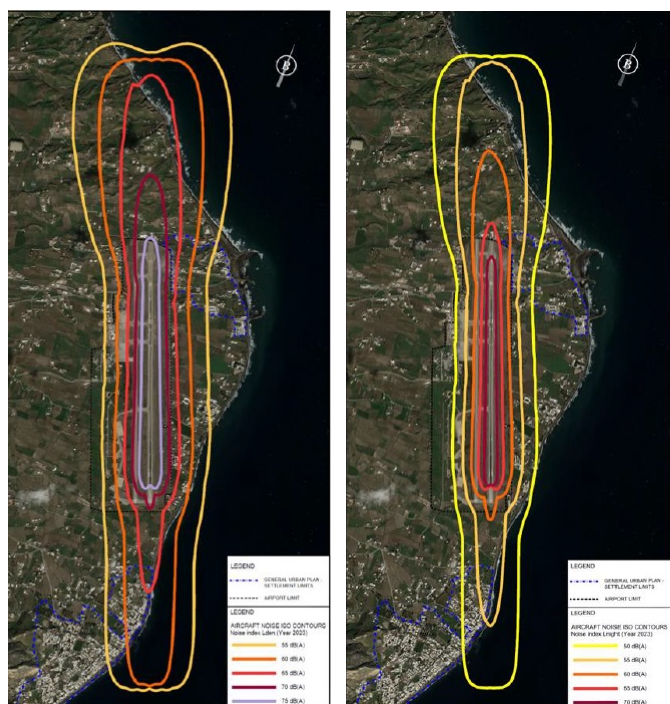 LEGEND
GENERAL URBAN PLAN -
SETTLEMENT LIMITS
AIRPORT LIMIT
LEGEND
AIRCRAFT NOISE ISO CONTOURS
Noise index Lden (Year 2023)
55 dB(A)
60 dB(A)
65 dB(A)
70 dB(A)
75 dB(A)
LEGEND
GENERAL URBAN PLAN -
SETTLEMENT LIMITS
AIRPORT LIMIT
LEGEND
AIRCRAFT NOISE ISO CONTOURS
Noise index Lnight (Year 2023)
50 dB(A)
55 dB(A)
60 dB(A)
65 dB(A)
70 dB(A)